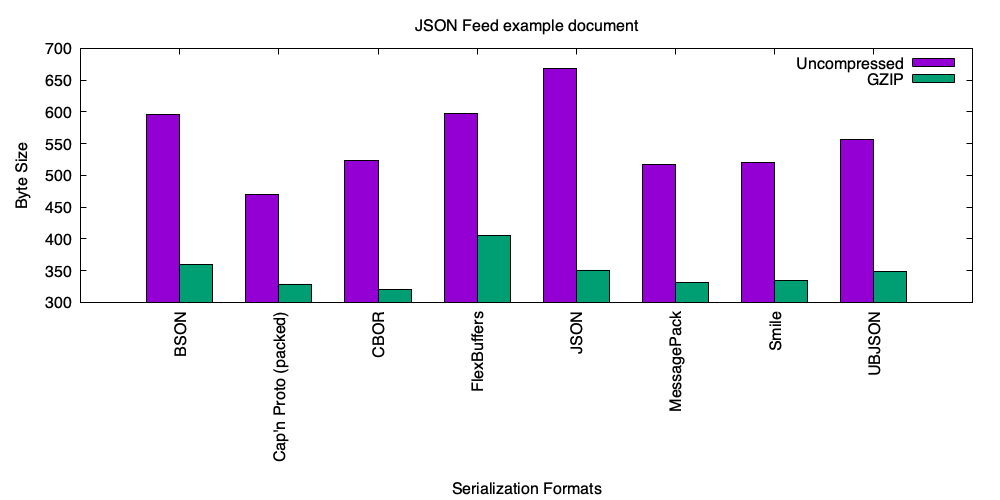 JSON Feed example document
700
650
600
550
500
450
400
350
300
Byte Size
Uncompressed
GZIP
BSON
Cap'n Proto (packed)
CBOR
FlexBuffers
JSON
MessagePack
Smile
UBJSON
Serialization Formats